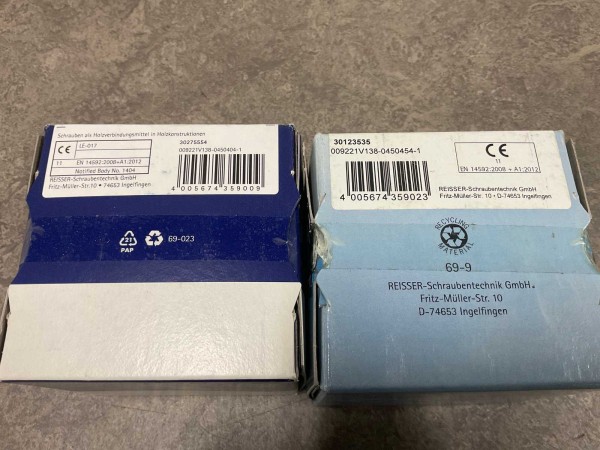 Schrauben als Holzverbindungsmittel in Holzkonstruktionen
CE
LE-017
11
EN 14592:2008+A1:2012
Notified Body No. 1404
REISSER-Schraubentechnik GmbH
Fritz-Müller-Str.10 • 74653 Ingelfingen
30275554
009221V138-0450404-1
4 005674 359009
21
PAP
69-023
30123535
009221V138-0450454-1
4 005674 359023
CE
11
EN 14592:2008 + A1:2012
REISSER-Schraubentechnik GmbH
Fritz-Müller-Str. 10 • D-74653 Ingelfingen
RECYCLING
MATERIAL
69-9
REISSER-Schraubentechnik GmbH.
Fritz-Müller-Str. 10
D-74653 Ingelfingen